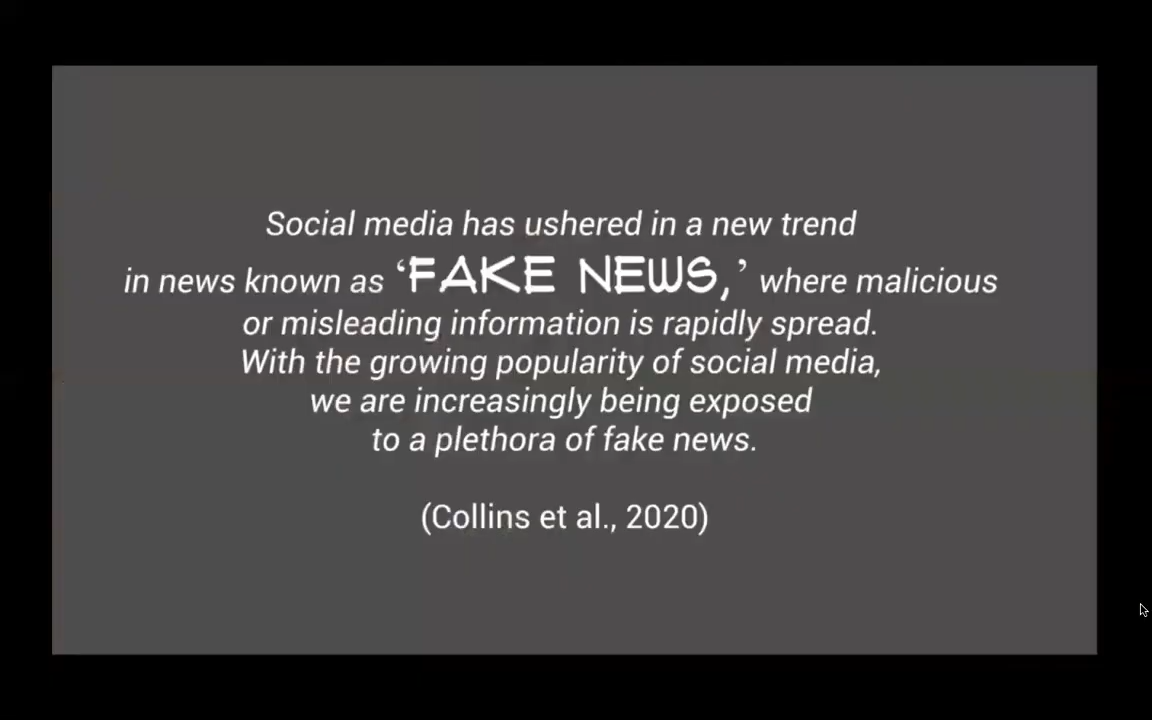 Social media has ushered in a new trend
in news known as ‘FAKE NEWS,’ where malicious
or misleading information is rapidly spread.
With the growing popularity of social media,
we are increasingly being exposed
to a plethora of fake news.
(Collins et al., 2020)